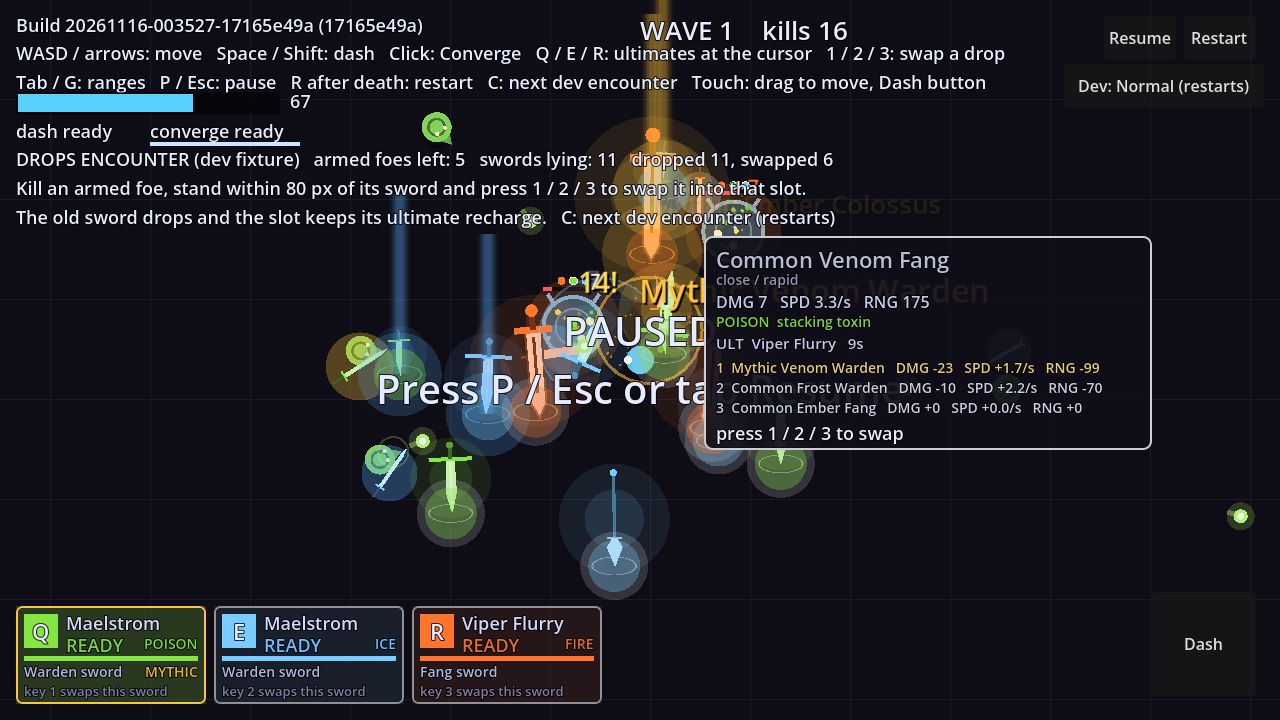 Build 20261116-003527-17165e49a (17165e49a)
WAVE 1 kills 16
WASD / arrows: move Space / Shift: dash Click: Converge Q / E / R: ultimates at the cursor 1 / 2 / 3: swap a drop
Tab / G: ranges P / Esc: pause R after death: restart C: next dev encounter Touch: drag to move, Dash button
Resume
Restart
Dev: Normal (restarts)
67
dash ready
converge ready
DROPS ENCOUNTER (dev fixture) armed foes left: 5 swords lying: 11 dropped 11, swapped 6
Kill an armed foe, stand within 80 px of its sword and press 1 / 2 / 3 to swap it into that slot.
The old sword drops and the slot keeps its ultimate recharge. C: next dev encounter (restarts)
mber Colossus
14!
Mythic Venom Warden
PAUSED
Press P / Esc or tap Resume
Common Venom Fang
close / rapid
DMG 7 SPD 3.3/s RNG 175
POISON stacking toxin
ULT Viper Flurry 9s
1 Mythic Venom Warden DMG -23 SPD +1.7/s RNG -99
2 Common Frost Warden DMG -10 SPD +2.2/s RNG -70
3 Common Ember Fang DMG +0 SPD +0.0/s RNG +0
press 1 / 2 / 3 to swap
Q
Maelstrom
READY
POISON
Warden sword
MYTHIC
key 1 swaps this sword
E
Maelstrom
READY
ICE
Warden sword
key 2 swaps this sword
R
Viper Flurry
READY
FIRE
Fang sword
key 3 swaps this sword
Dash